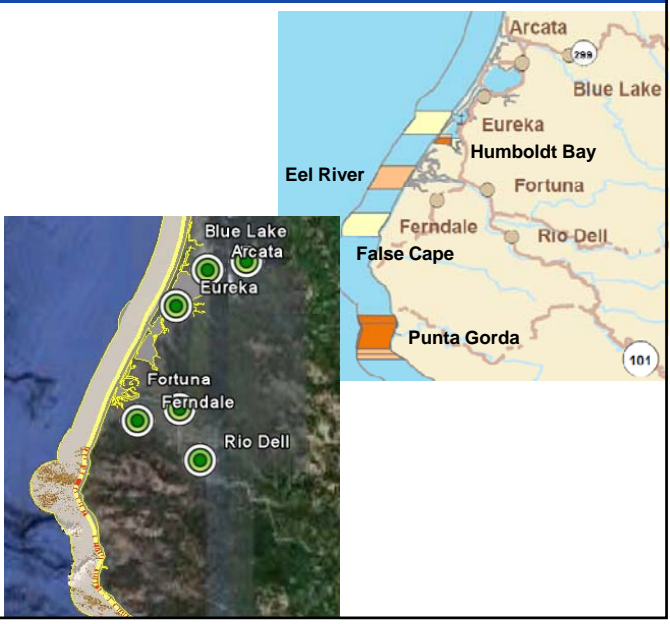 Arcata
299
Blue Lake
Eureka
Humboldt Bay
Eel River
Fortuna
Ferndale
Rio Dell
False Cape
Punta Gorda
101
Blue Lake
Arcata
Eureka
Fortuna
Ferndale
Rio Dell